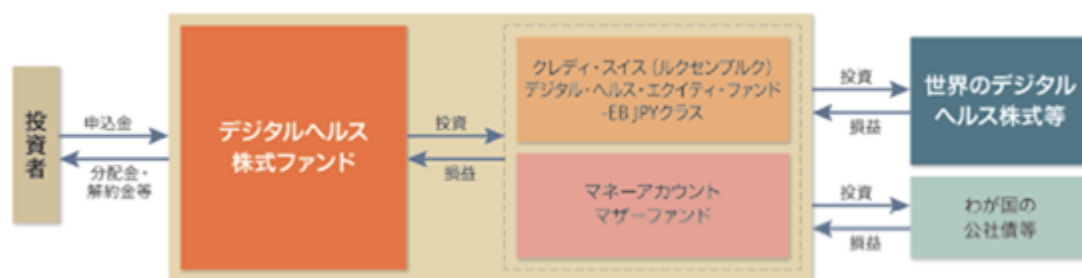 投資者
申込金
分配金・
解約金等
デジタルヘルス
株式ファンド
投資
損益
クレディ・スイス（ルクセンブルク）
デジタル・ヘルス・エクイティ・ファンド
-EB JPYクラス
マネーアカウント
マザーファンド
投資
損益
世界のデジタル
ヘルス株式等
投資
損益
わが国の
公社債等